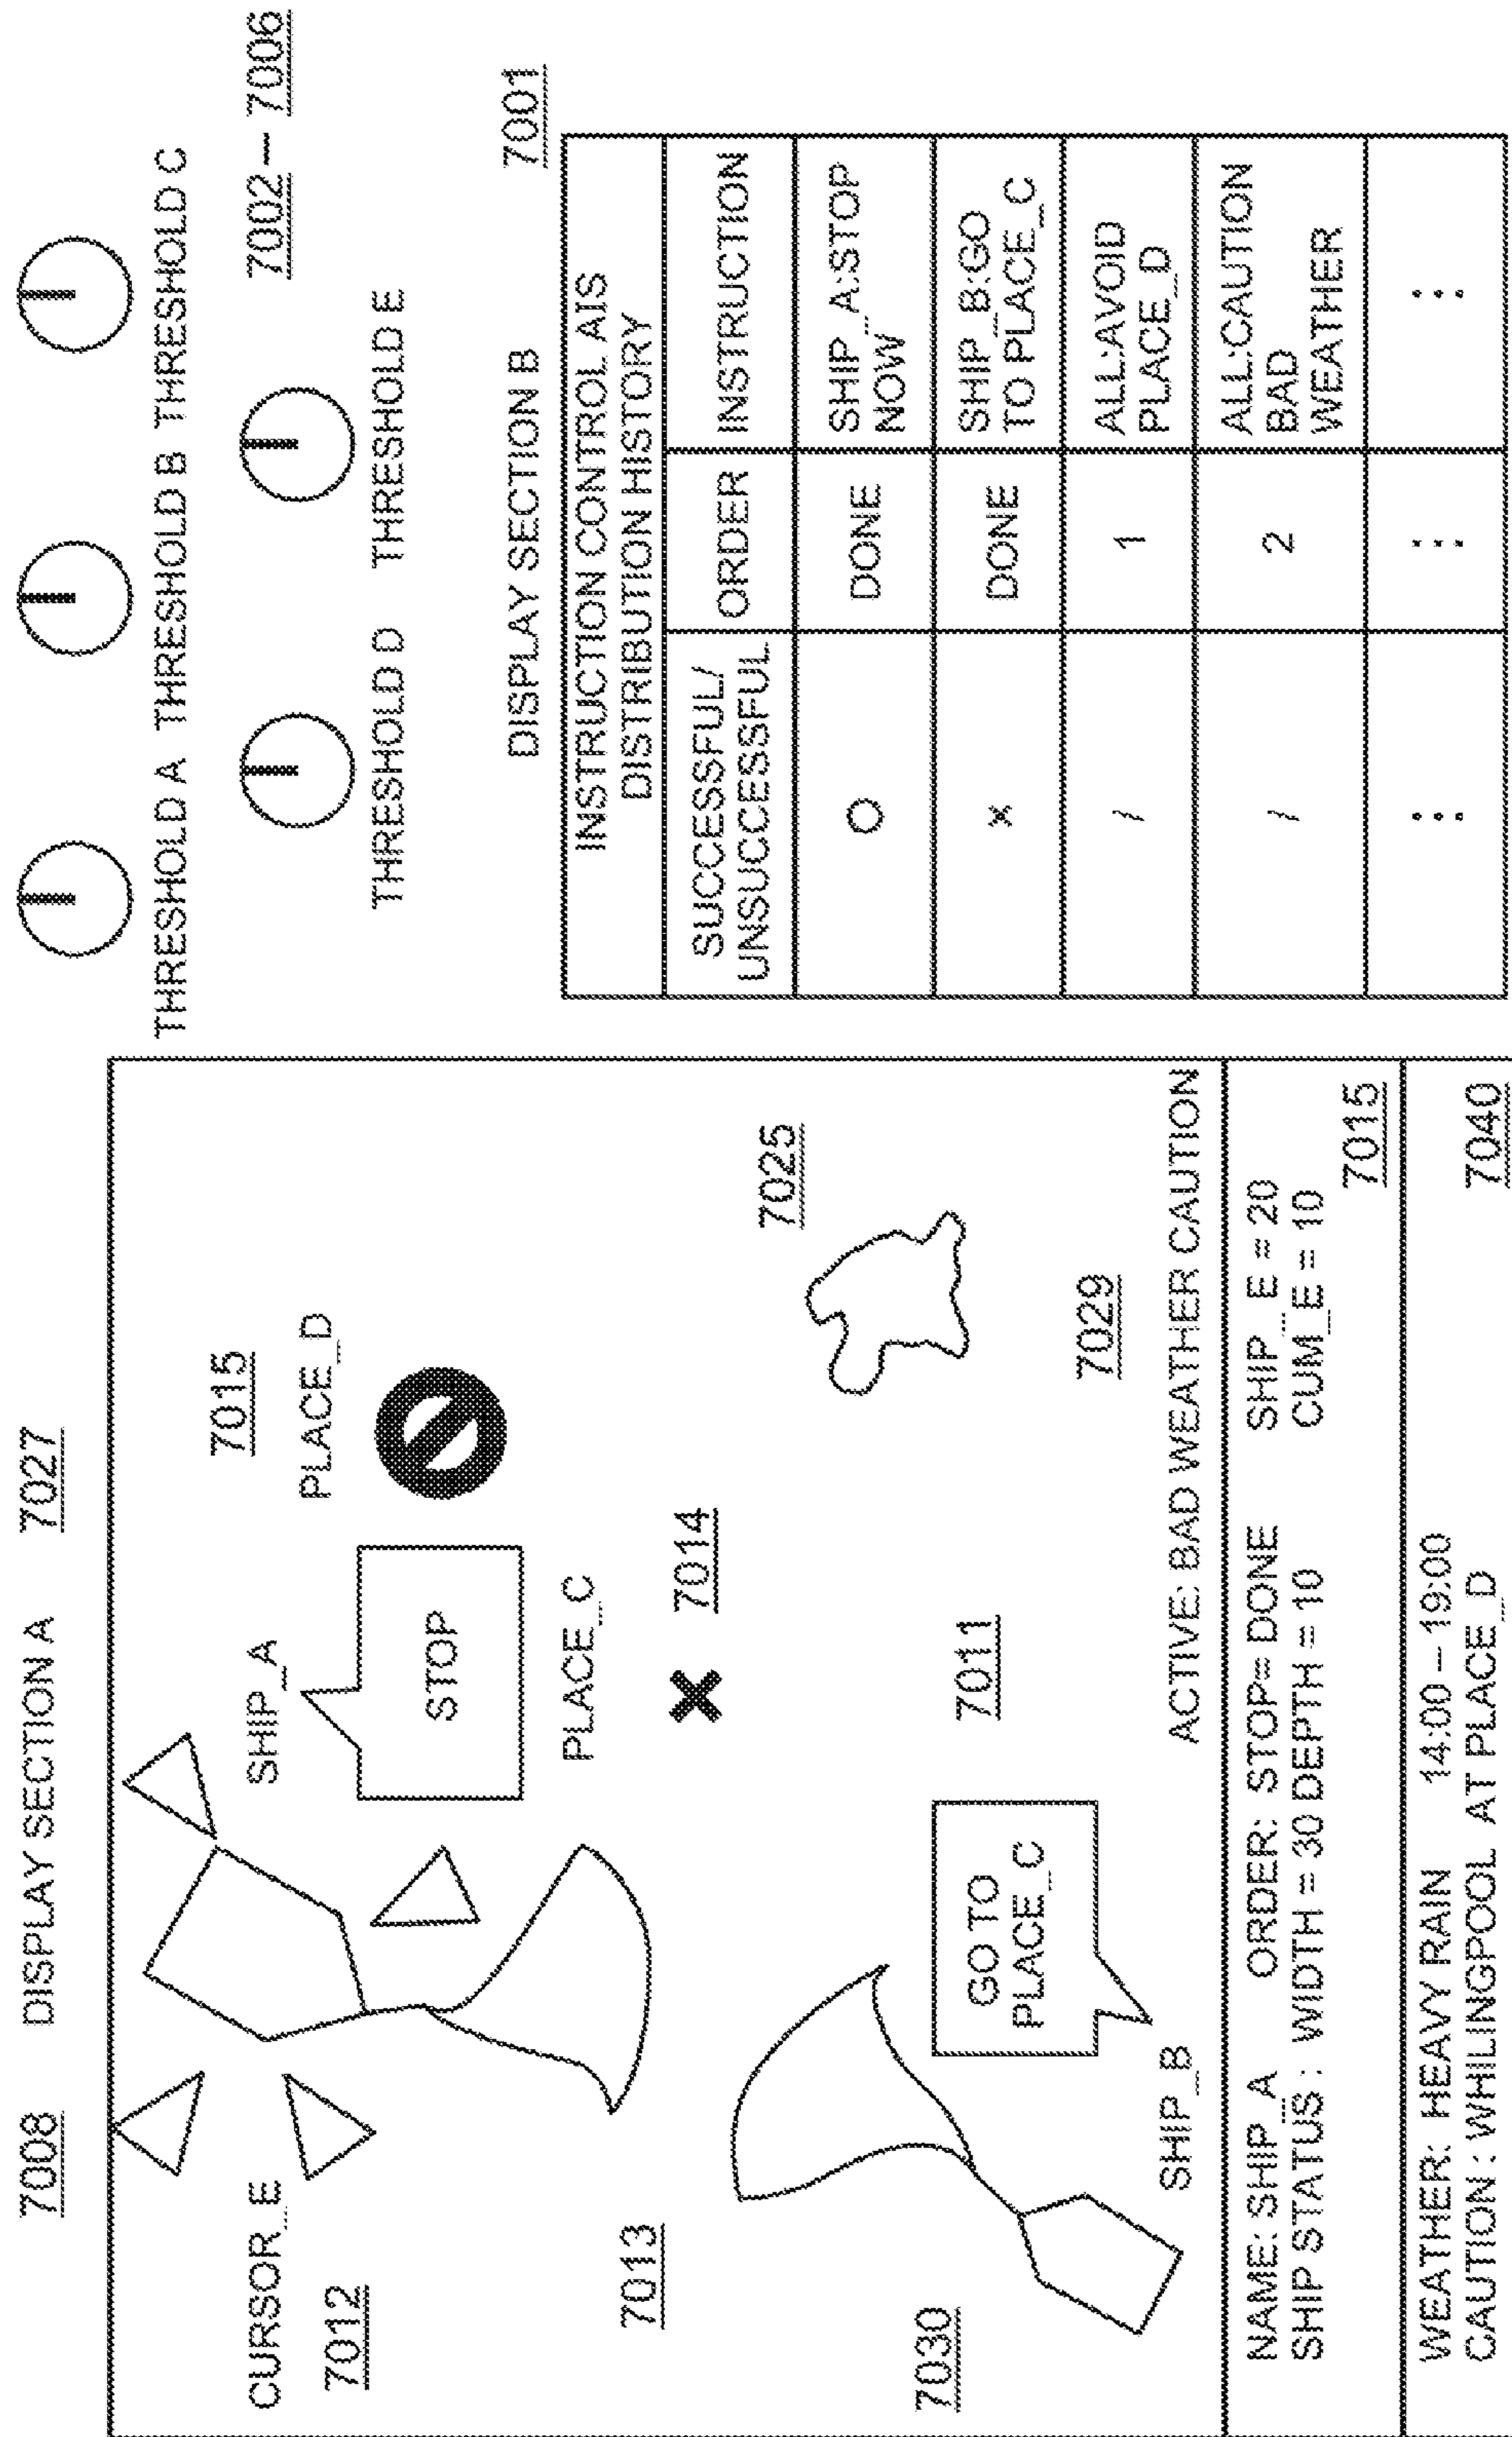 7008 DISPLAY SECTION A 7027
CURSOR_E
7012
SHIP_A
STOP
7015
PLACE_D
PLACE_C
7014
7013
7025
7030
GO TO
PLACE_C
7011
7029
SHIP_B
ACTIVE: BAD WEATHER CAUTION
NAME: SHIP_A ORDER: STOP= DONE SHIP_E = 20
SHIP STATUS : WIDTH = 30 DEPTH = 10 CUM_E = 10
7015
WEATHER: HEAVY RAIN 14:00 – 19:00
CAUTION : WHILINGPOOL AT PLACE_D
7040
THRESHOLD A THRESHOLD B THRESHOLD C
7002 – 7006
THRESHOLD D THRESHOLD E
DISPLAY SECTION B
7001
INSTRUCTION CONTROL AIS
DISTRIBUTION HISTORY
SUCCESSFUL/
UNSUCCESSFUL
ORDER
INSTRUCTION
O
DONE
SHIP_A:STOP
NOW
×
DONE
SHIP_B:GO
TO PLACE_C
/
1
ALL:AVOID
PLACE_D
/
2
ALL:CAUTION
BAD
WEATHER
⋮ ⋮ ⋮